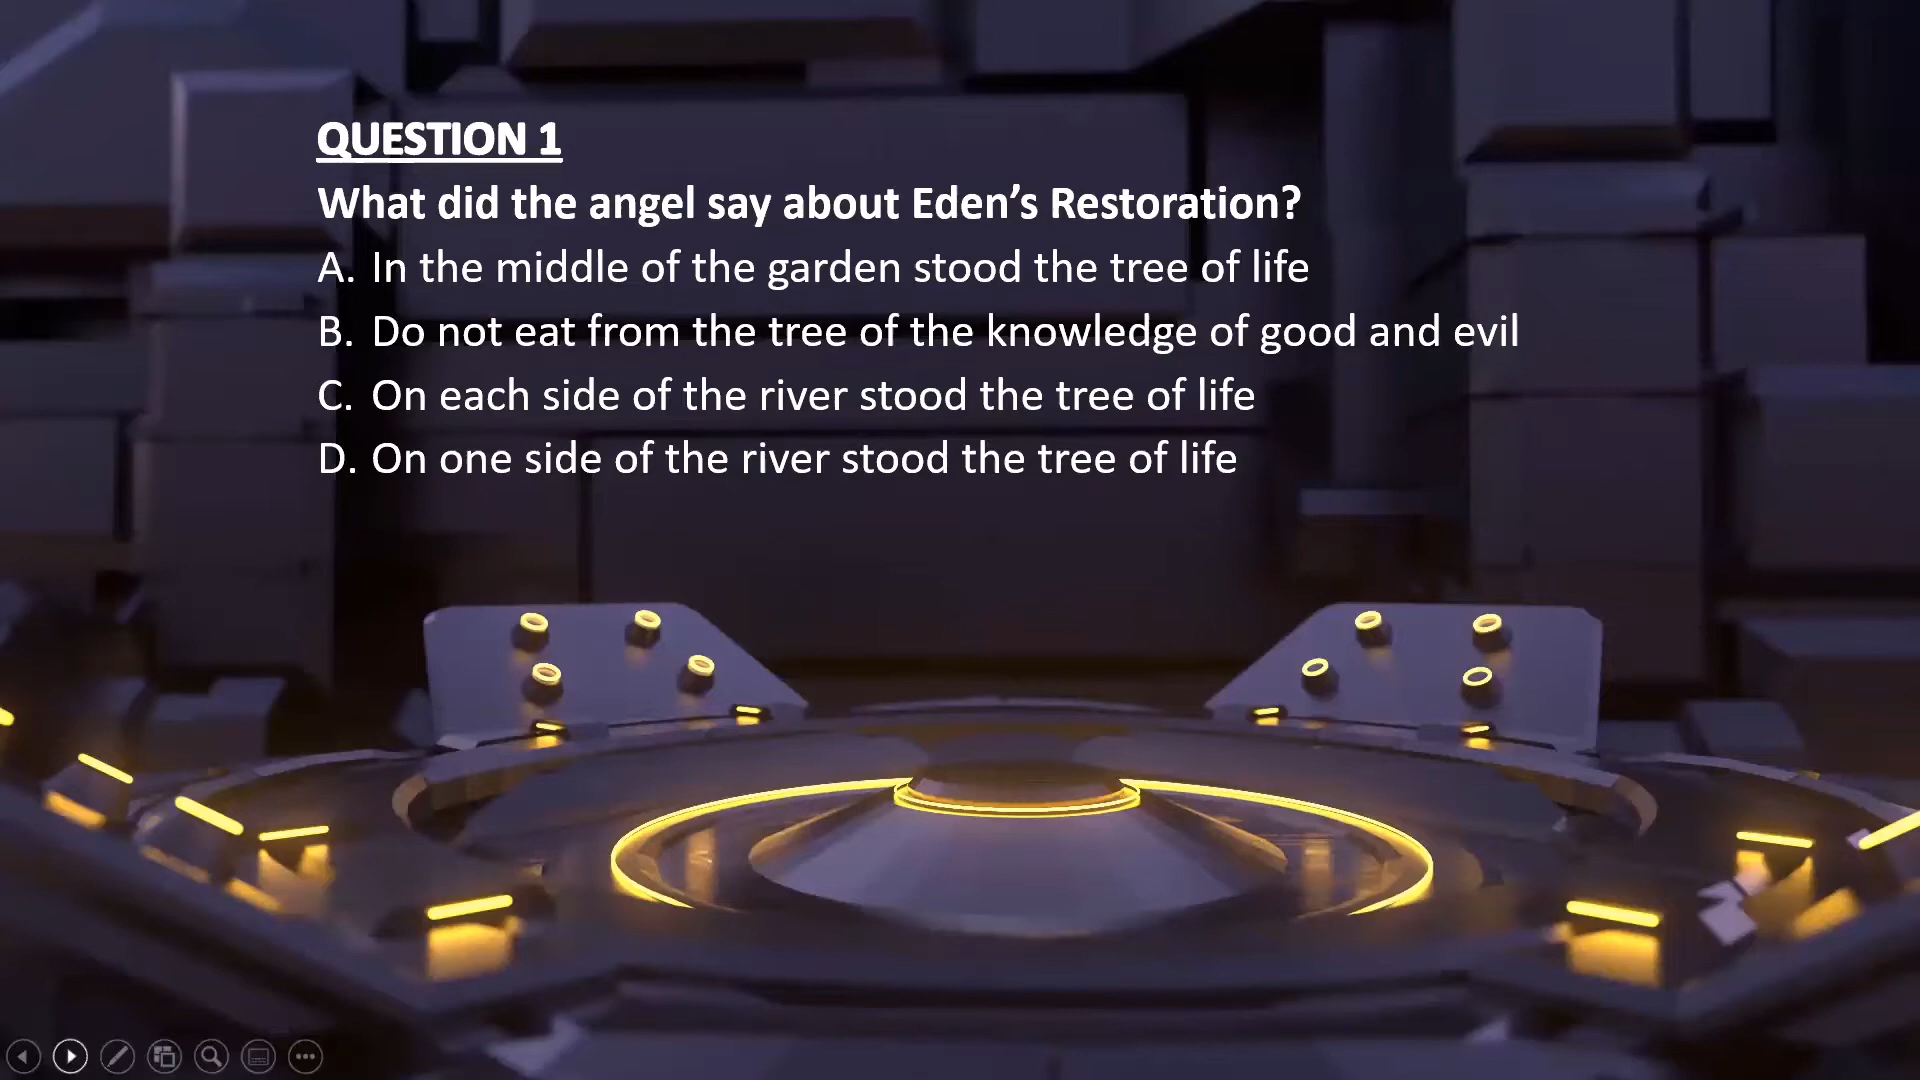 QUESTION 1
What did the angel say about Eden’s Restoration?
A. In the middle of the garden stood the tree of life
B. Do not eat from the tree of the knowledge of good and evil
C. On each side of the river stood the tree of life
D. On one side of the river stood the tree of life